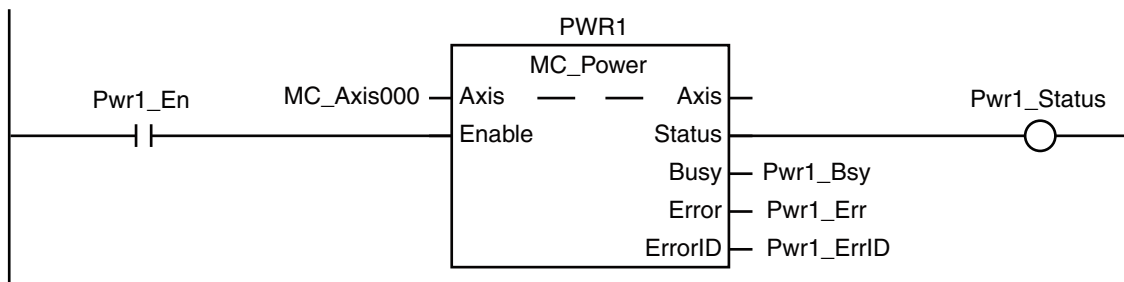 PWR1
MC_Power
MC_Axis000 Axis Axis
Pwr1_En Enable Status Pwr1_Status
Busy Pwr1_Bsy
Error Pwr1_Err
ErrorID Pwr1_ErrID